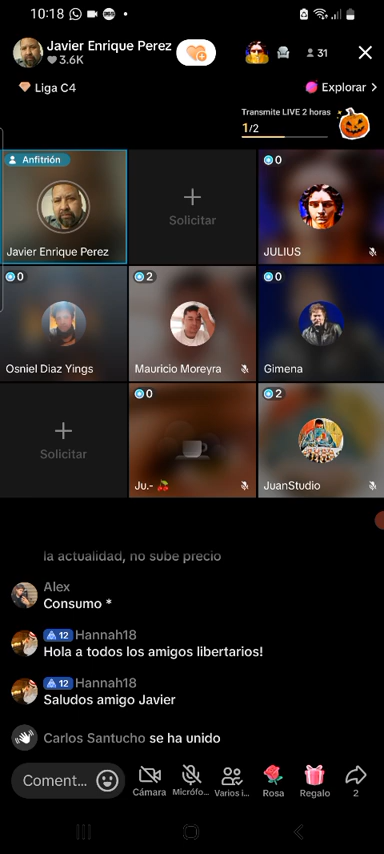 10:18
Javier Enrique Perez
3.6K
31
Liga C4
Explorar
Transmite LIVE 2 horas
1/2
Anfitrión
Javier Enrique Perez
Solicitar
0
JULIUS
0
Osniel Diaz Yings
2
Mauricio Moreyra
0
Gimena
Solicitar
0
Ju.- 🍒
2
JuanStudio
la actualidad, no sube precio
Alex
Consumo *
12 Hannah18
Hola a todos los amigos libertarios!
12 Hannah18
Saludos amigo Javier
Carlos Santucho se ha unido
Coment...
Cámara
Micrófo...
Varios i...
Rosa
Regalo
2